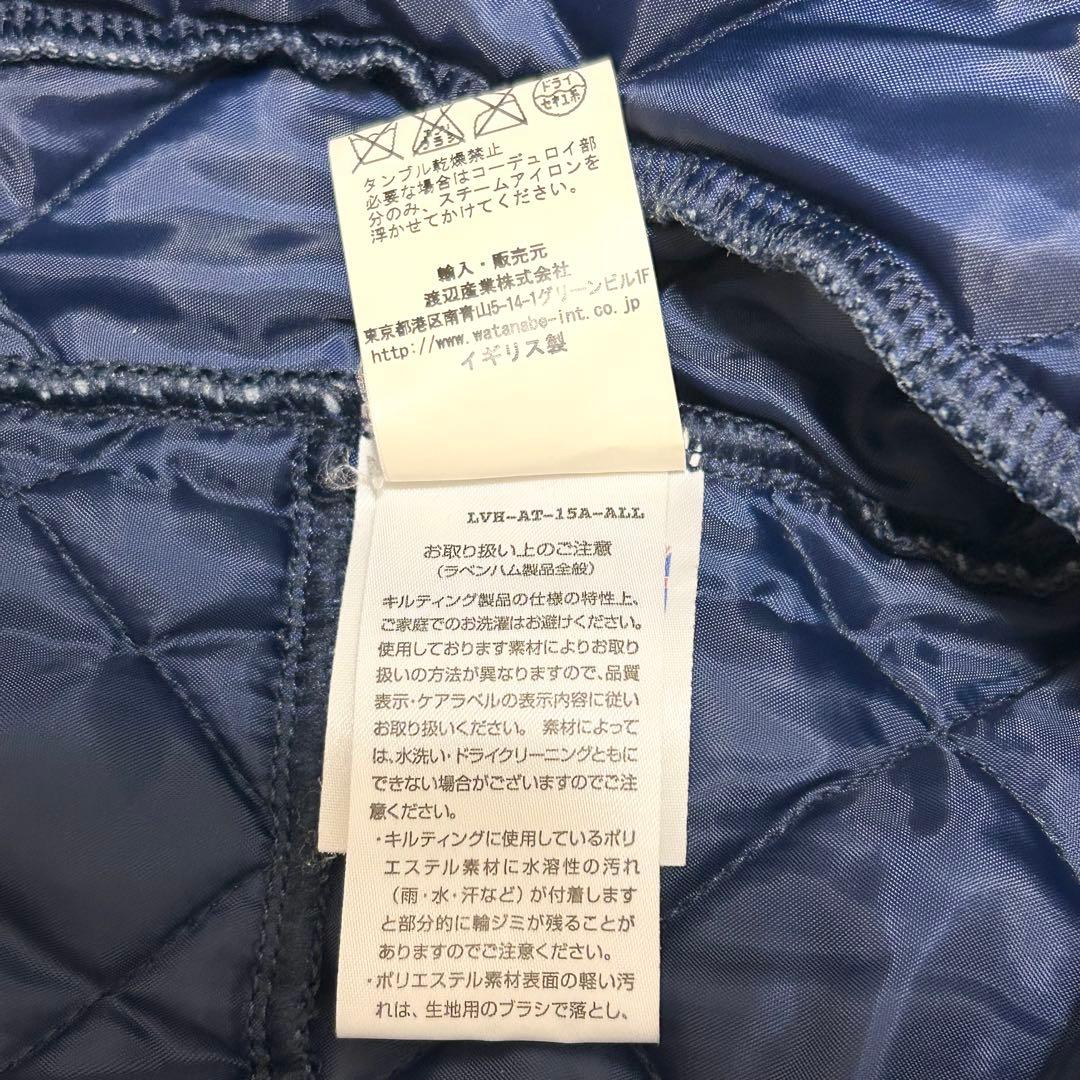 ドライ
セキユ系
タンブル乾燥禁止
必要な場合はコーデュロイ部
分のみ、スチームアイロンを
浮かせてかけてください。
輸入・販売元
渡辺産業株式会社
東京都港区南青山5-14-1グリーンビル1F
http://www.watanabe-int.co.jp
イギリス製
LVH-AT-15A-ALL
お取り扱い上のご注意
(ラベンハム製品全般)
キルティング製品の仕様の特性上、
ご家庭でのお洗濯はお避けください。
使用しております素材によりお取り
扱いの方法が異なりますので、品質
表示・ケアラベルの表示内容に従い
お取り扱いください。 素材によって
は、水洗い・ドライクリーニングともに
できない場合がございますのでご注
意ください。
・キルティングに使用しているポリ
エステル素材に水溶性の汚れ
(雨・水・汗など)が付着しますと
部分的に輪ジミが残ることが
ありますのでご注意ください。
・ポリエステル素材表面の軽い汚
れは、生地用のブラシで落とし、